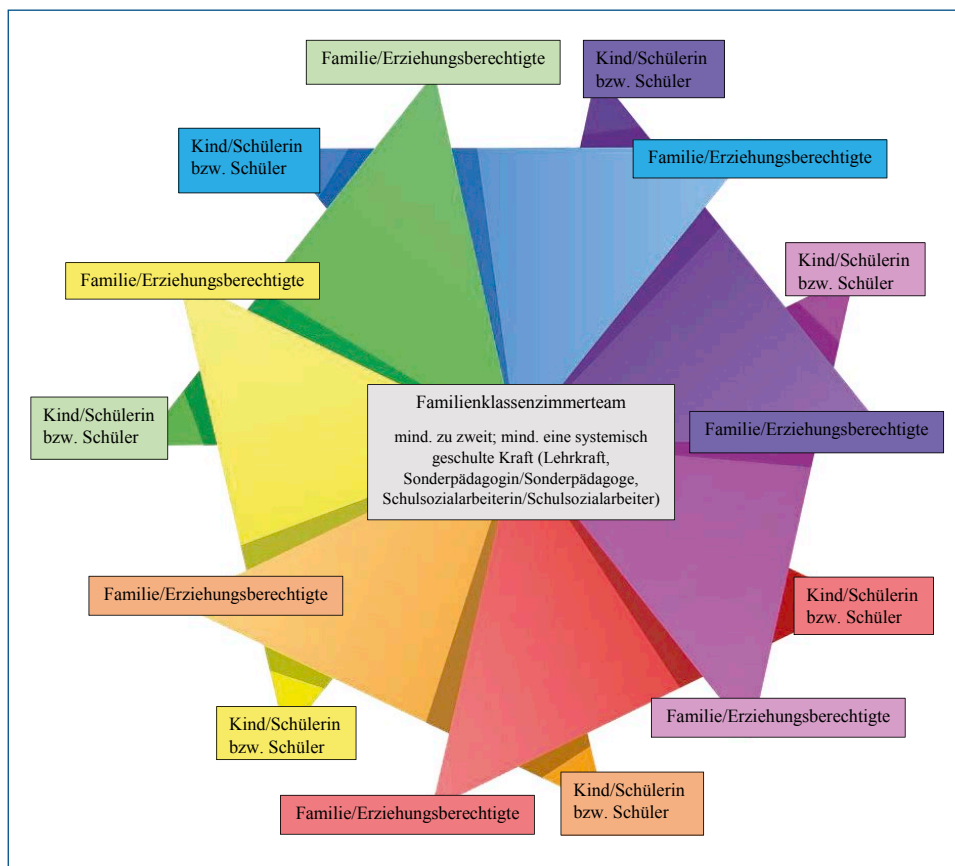 Familie/Erziehungsberechtigte
Kind/Schülerin
bzw. Schüler
Kind/Schülerin
bzw. Schüler
Familie/Erziehungsberechtigte
Kind/Schülerin
bzw. Schüler
Familie/Erziehungsberechtigte
Familienklassenzimmerteam
mind. zu zweit; mind. eine systemisch
geschulte Kraft (Lehrkraft,
Sonderpädagogin/Sonderpädagoge,
Schulsozialarbeiterin/Schulsozialarbeiter)
Kind/Schülerin
bzw. Schüler
Familie/Erziehungsberechtigte
Familie/Erziehungsberechtigte
Kind/Schülerin
bzw. Schüler
Familie/Erziehungsberechtigte
Kind/Schülerin
bzw. Schüler
Kind/Schülerin
bzw. Schüler
Familie/Erziehungsberechtigte